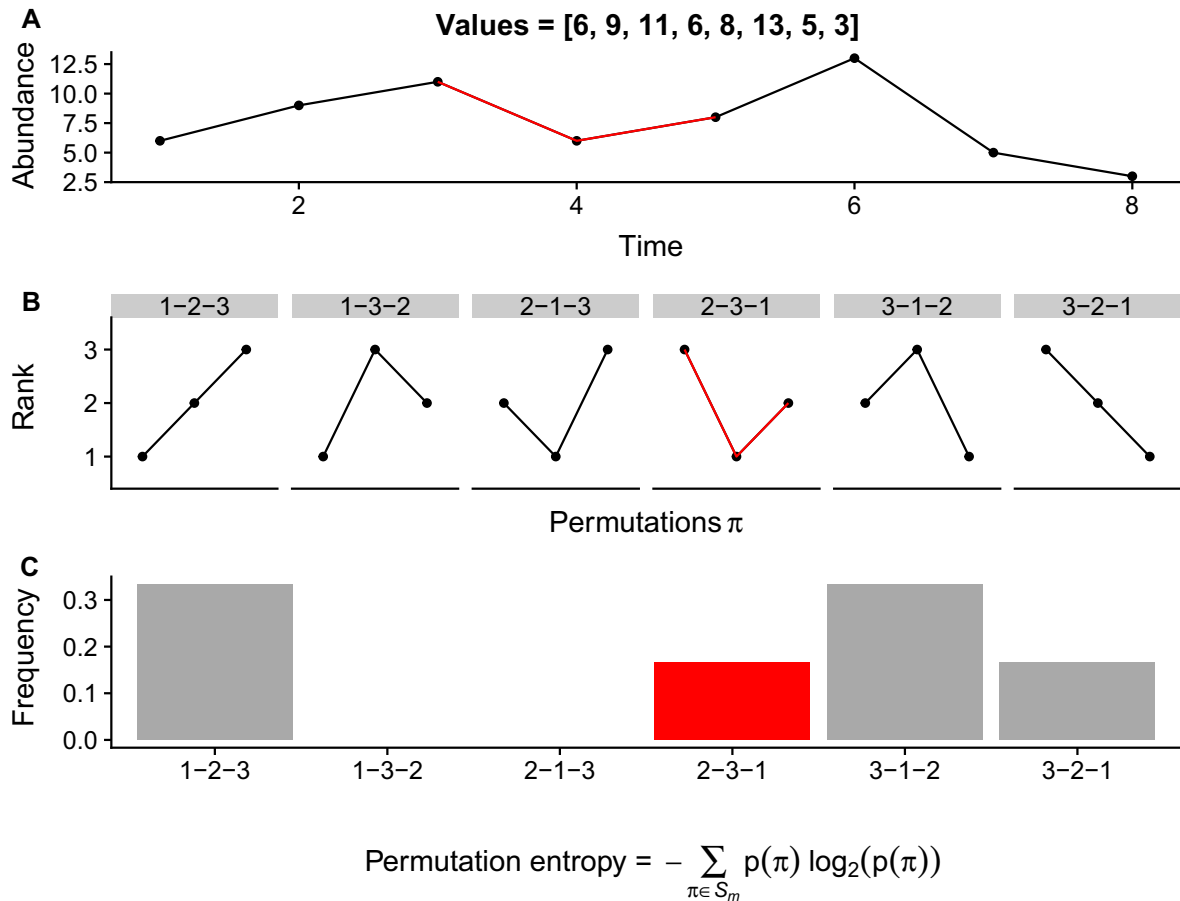 A
Values = [6, 9, 11, 6, 8, 13, 5, 3]
Abundance
12.5
10.0
7.5
5.0
2.5
2 4 6 8
Time
B
1−2−3 1−3−2 2−1−3 2−3−1 3−1−2 3−2−1
Rank
3
2
1
Permutations π
C
Frequency
0.3
0.2
0.1
0.0
1−2−3 1−3−2 2−1−3 2−3−1 3−1−2 3−2−1
Permutation entropy = −∑ p(π) log₂(p(π))
π∈ Sₘ